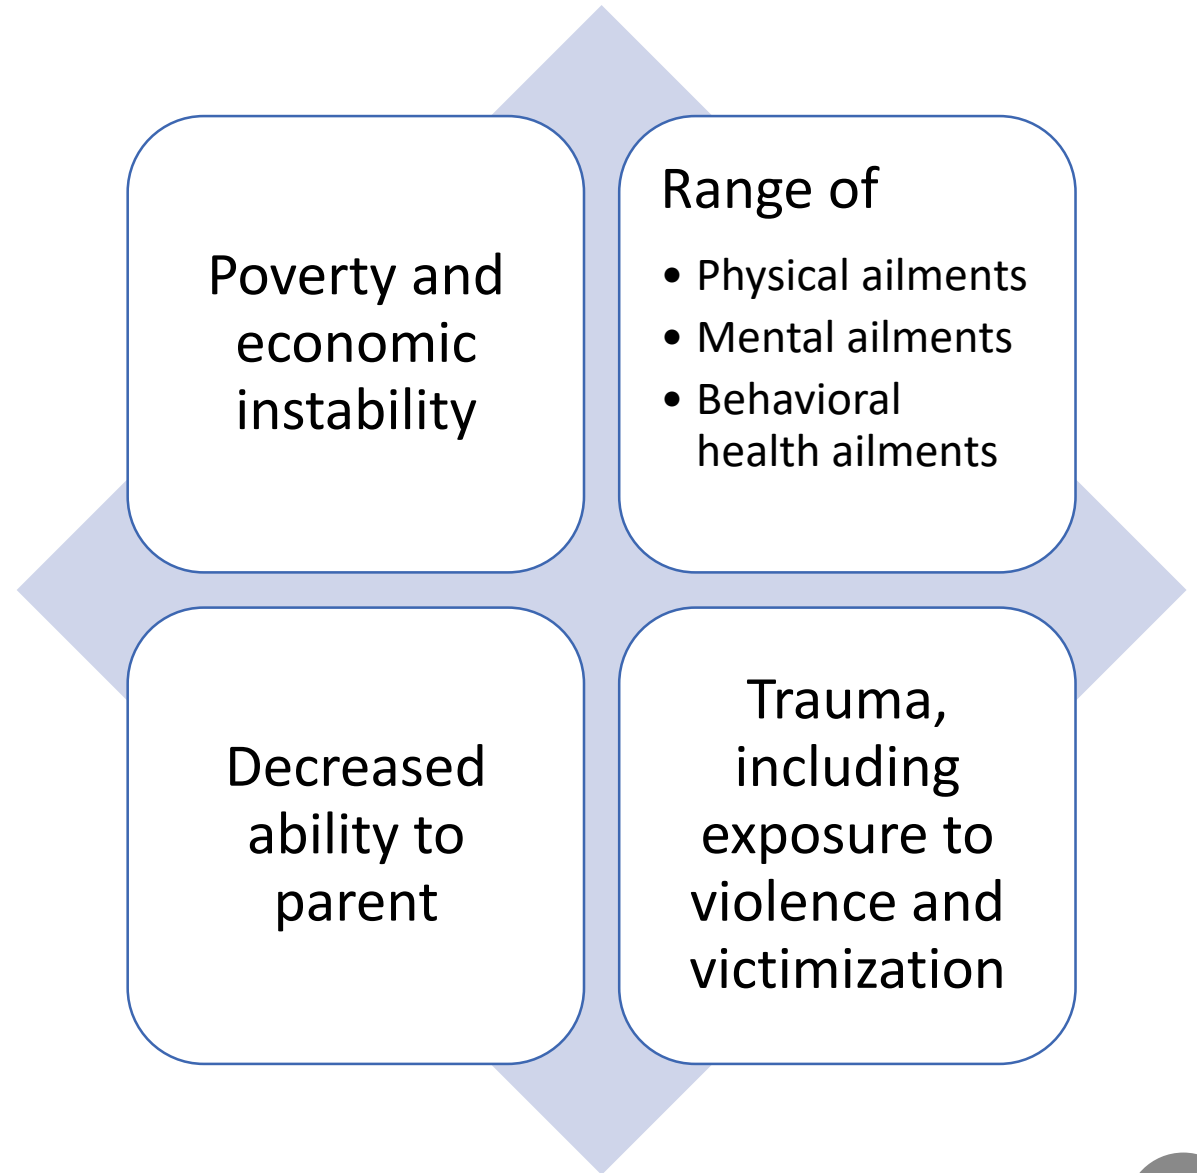 Poverty and
economic
instability
Range of
• Physical ailments
• Mental ailments
• Behavioral
health ailments
Decreased
ability to
parent
Trauma,
including
exposure to
violence and
victimization